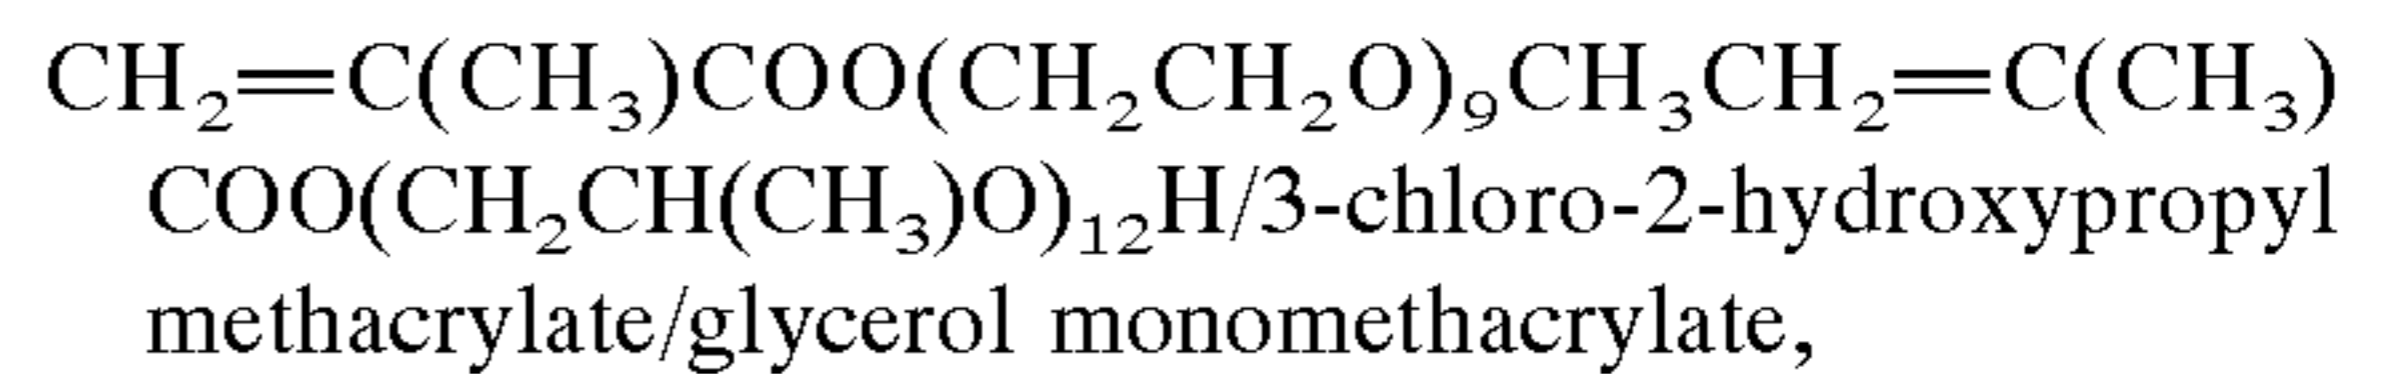 CH₂=C(CH₃)COO(CH₂CH₂O)₉CH₃CH₂=C(CH₃)
COO(CH₂CH(CH₃)O)₁₂H/3-chloro-2-hydroxypropyl
methacrylate/glycerol monomethacrylate,